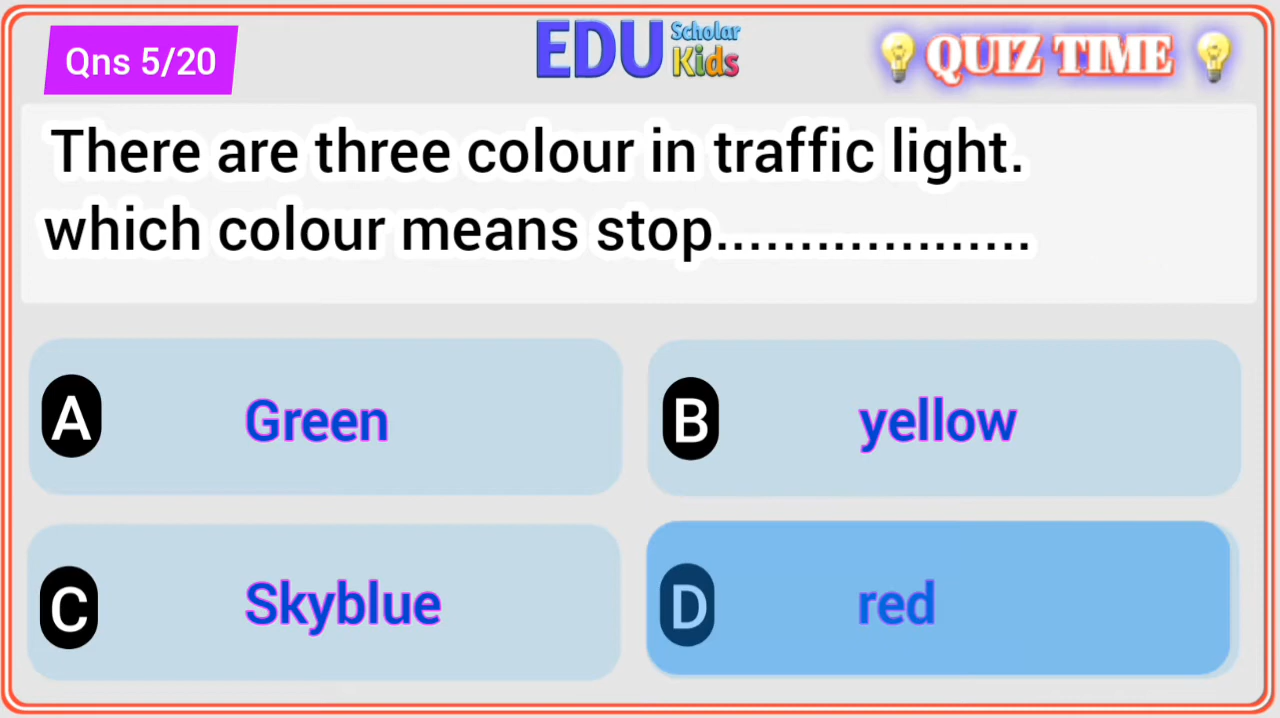 Qns 5/20
EDU Scholar Kids
QUIZ TIME
There are three colour in traffic light.
which colour means stop...................
A Green
B yellow
C Skyblue
D red